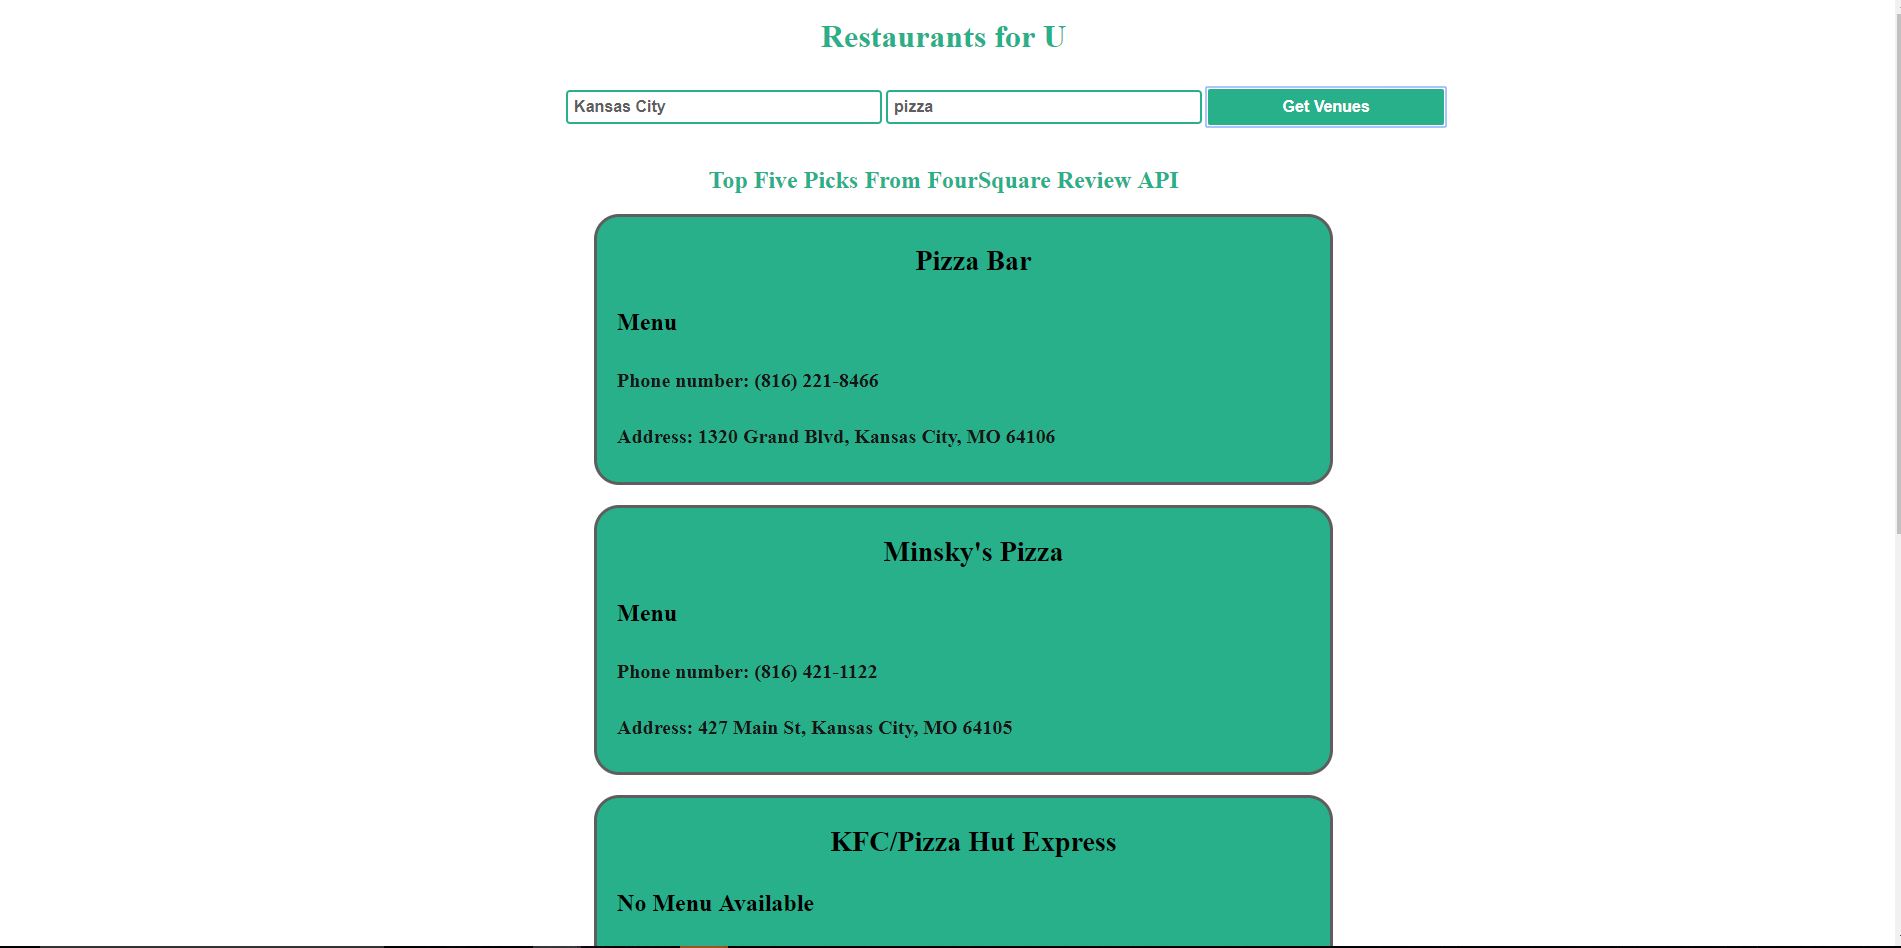 Restaurants for U
Kansas City pizza Get Venues
Top Five Picks From FourSquare Review API
Pizza Bar
Menu
Phone number: (816) 221-8466
Address: 1320 Grand Blvd, Kansas City, MO 64106
Minsky's Pizza
Menu
Phone number: (816) 421-1122
Address: 427 Main St, Kansas City, MO 64105
KFC/Pizza Hut Express
No Menu Available